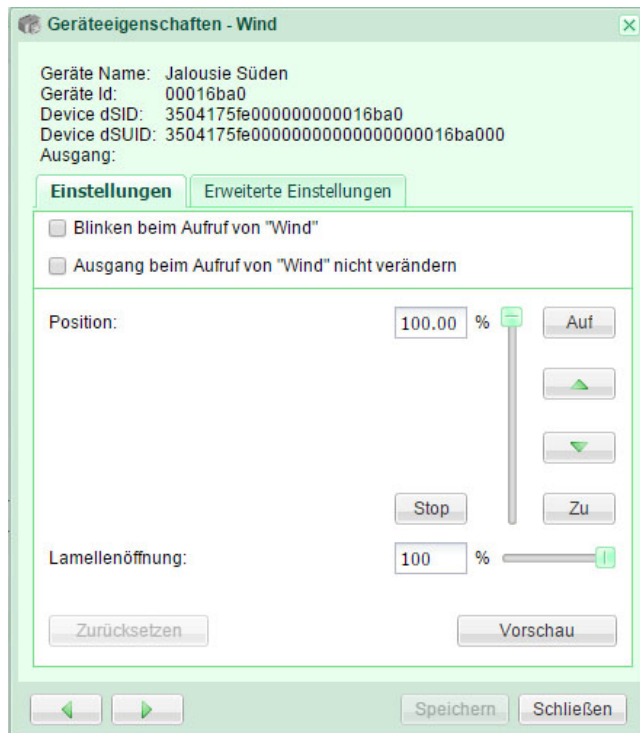 Geräteeigenschaften - Wind
Geräte Name: Jalousie Süden
Geräte Id: 00016ba0
Device dSID: 3504175fe000000000016ba0
Device dSUID: 3504175fe00000000000000000016ba000
Ausgang:
Einstellungen Erweiterte Einstellungen
Blinken beim Aufruf von "Wind"
Ausgang beim Aufruf von "Wind" nicht verändern
Position: 100.00 % Auf
Stop Zu
Lamellenöffnung: 100 %
Zurücksetzen Vorschau
Speichern Schließen